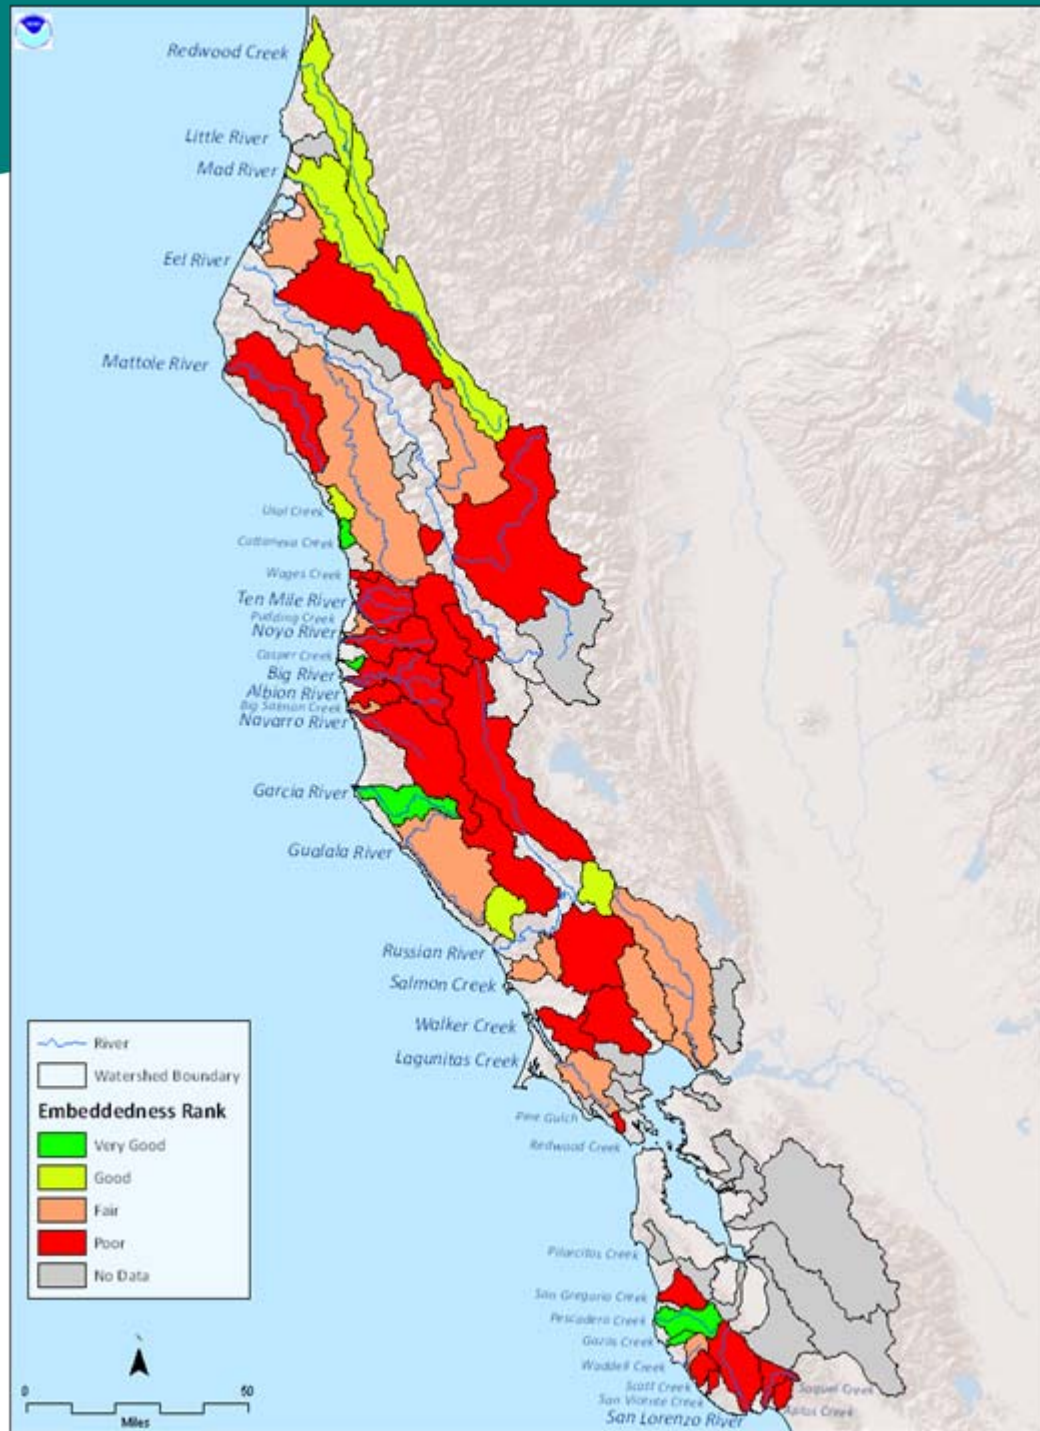 Redwood Creek
Little River
Mad River
Eel River
Mattole River
Usal Creek
Cottaneva Creek
Wages Creek
Ten Mile River
Pudding Creek
Noyo River
Casper Creek
Big River
Albion River
Big Salmon Creek
Navarro River
Garcia River
Gualala River
Russian River
Salmon Creek
Walker Creek
Lagunitas Creek
Pine Gulch
Redwood Creek
Pilarcitos Creek
San Gregorio Creek
Pescadero Creek
Gazos Creek
Waddell Creek
Scott Creek
San Vicente Creek
San Lorenzo River
Soquel Creek
Aptos Creek
River
Watershed Boundary
Embeddedness Rank
Very Good
Good
Fair
Poor
No Data
0 50
Miles